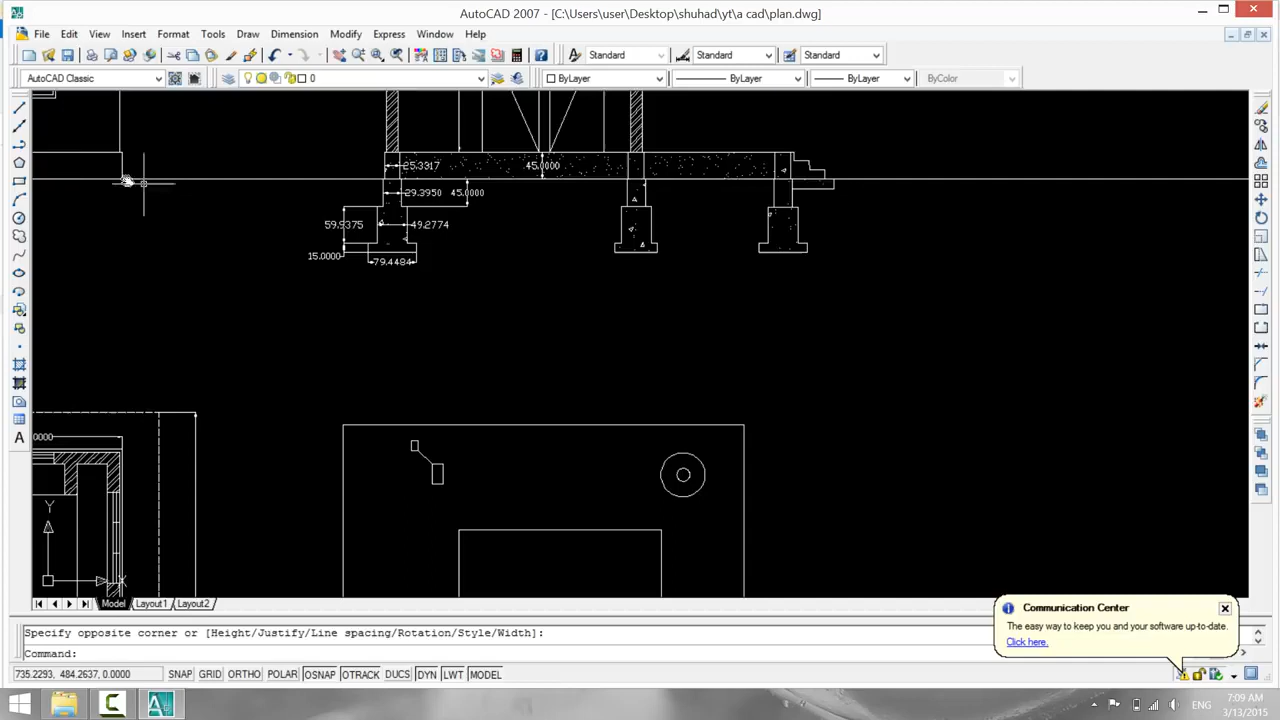 AutoCAD 2007 - [C:\Users\user\Desktop\shuhad\yt\a cad\plan.dwg]
File Edit View Insert Format Tools Draw Dimension Modify Express Window Help
Standard Standard Standard
AutoCAD Classic 0 ByLayer ByLayer ByLayer ByColor
25.3317 45.0000
29.3950 45.0000
59.9375 49.2774
15.0000
79.4484
0000
Y
X
A
Model Layout1 Layout2
Specify opposite corner or [Height/Justify/Line spacing/Rotation/Style/Width]:
Command:
Communication Center
The easy way to keep you and your software up-to-date.
Click here.
735.2293, 484.2637, 0.0000 SNAP GRID ORTHO POLAR OSNAP OTRACK DUCS DYN LWT MODEL
ENG 7:09 AM
3/13/2015